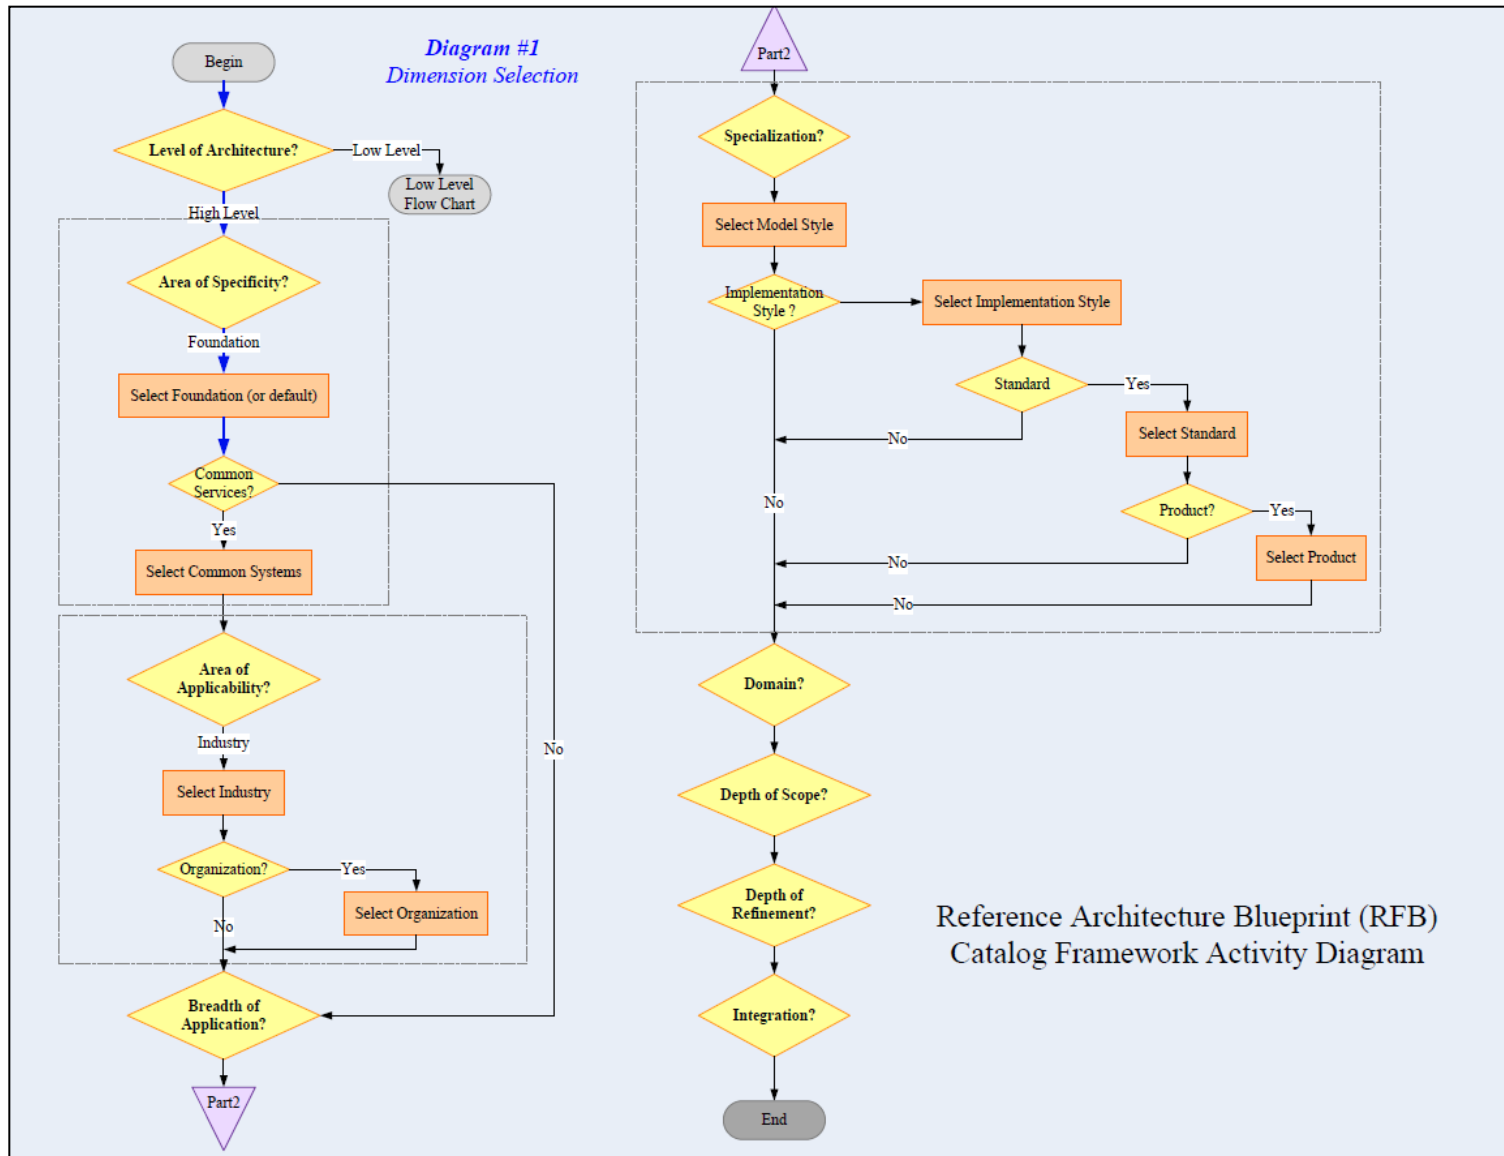 Diagram #1
Dimension Selection
Begin
Level of Architecture?
Low Level
Low Level
Flow Chart
High Level
Area of Specificity?
Foundation
Select Foundation (or default)
Common
Services?
Yes
Select Common Systems
Area of
Applicability?
Industry
No
Select Industry
Organization?
Yes
Select Organization
No
Breadth of
Application?
Part2
Part2
Specialization?
Select Model Style
Implementation
Style ?
Select Implementation Style
Standard
Yes
Select Standard
No
No
Product?
Yes
Select Product
No
No
Domain?
Depth of Scope?
Depth of
Refinement?
Integration?
End
Reference Architecture Blueprint (RFB)
Catalog Framework Activity Diagram